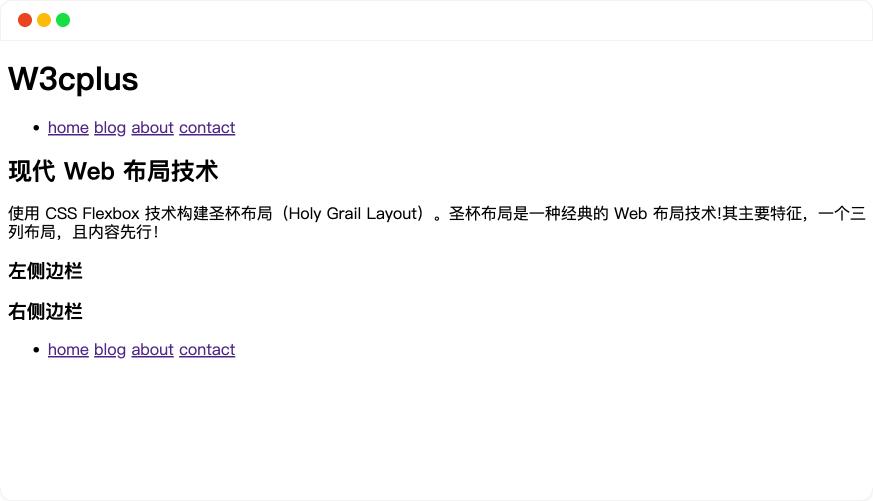 W3cplus
• home blog about contact
现代 Web 布局技术
使用 CSS Flexbox 技术构建圣杯布局（Holy Grail Layout）。圣杯布局是一种经典的 Web 布局技术!其主要特征，一个三
列布局，且内容先行！
左侧边栏
右侧边栏
• home blog about contact